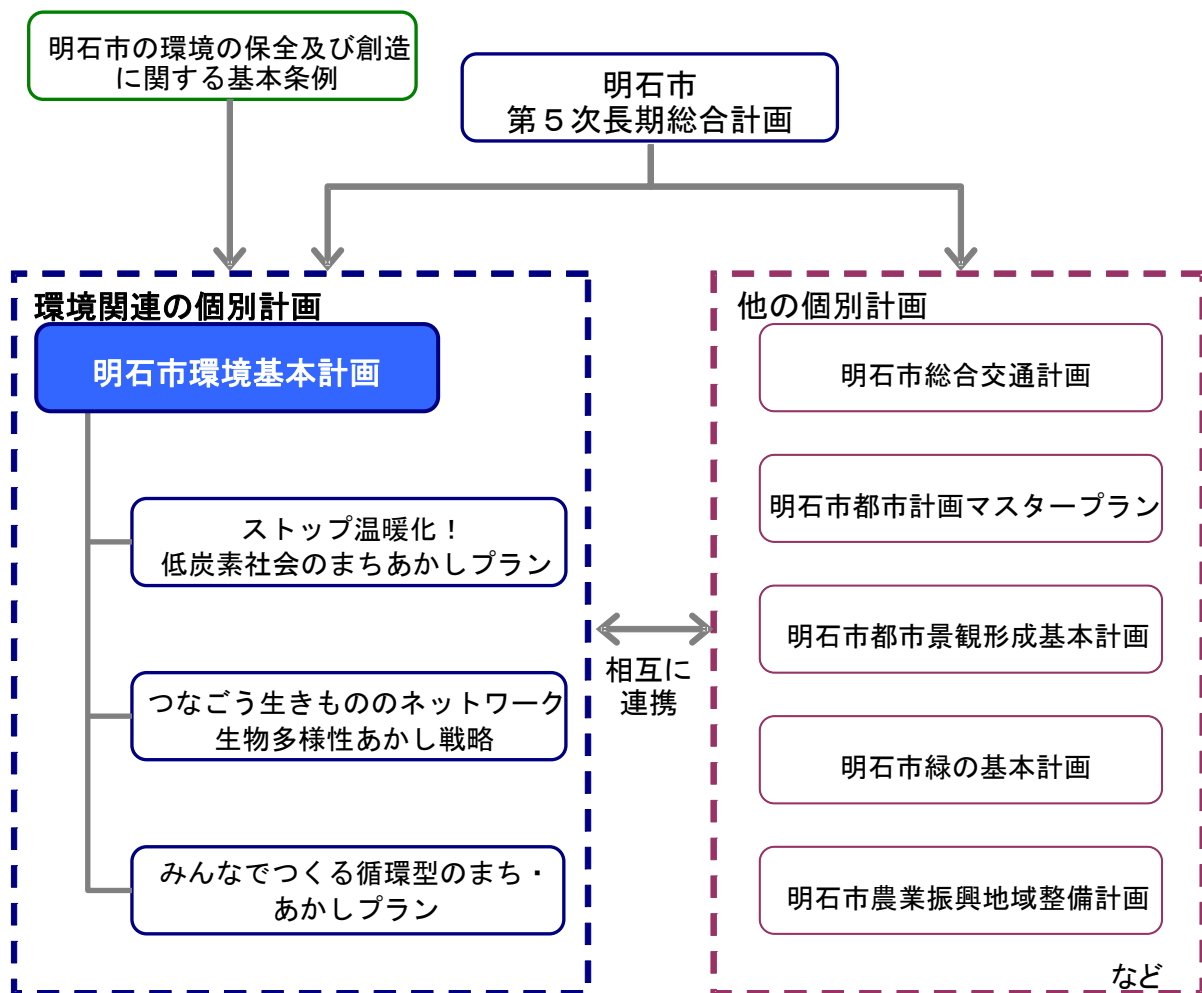 明石市の環境の保全及び創造
に関する基本条例
明石市
第５次長期総合計画
環境関連の個別計画
明石市環境基本計画
ストップ温暖化！
低炭素社会のまちあかしプラン
つなごう生きもののネットワーク
生物多様性あかし戦略
みんなでつくる循環型のまち・
あかしプラン
相互に
連携
他の個別計画
明石市総合交通計画
明石市都市計画マスタープラン
明石市都市景観形成基本計画
明石市緑の基本計画
明石市農業振興地域整備計画
など